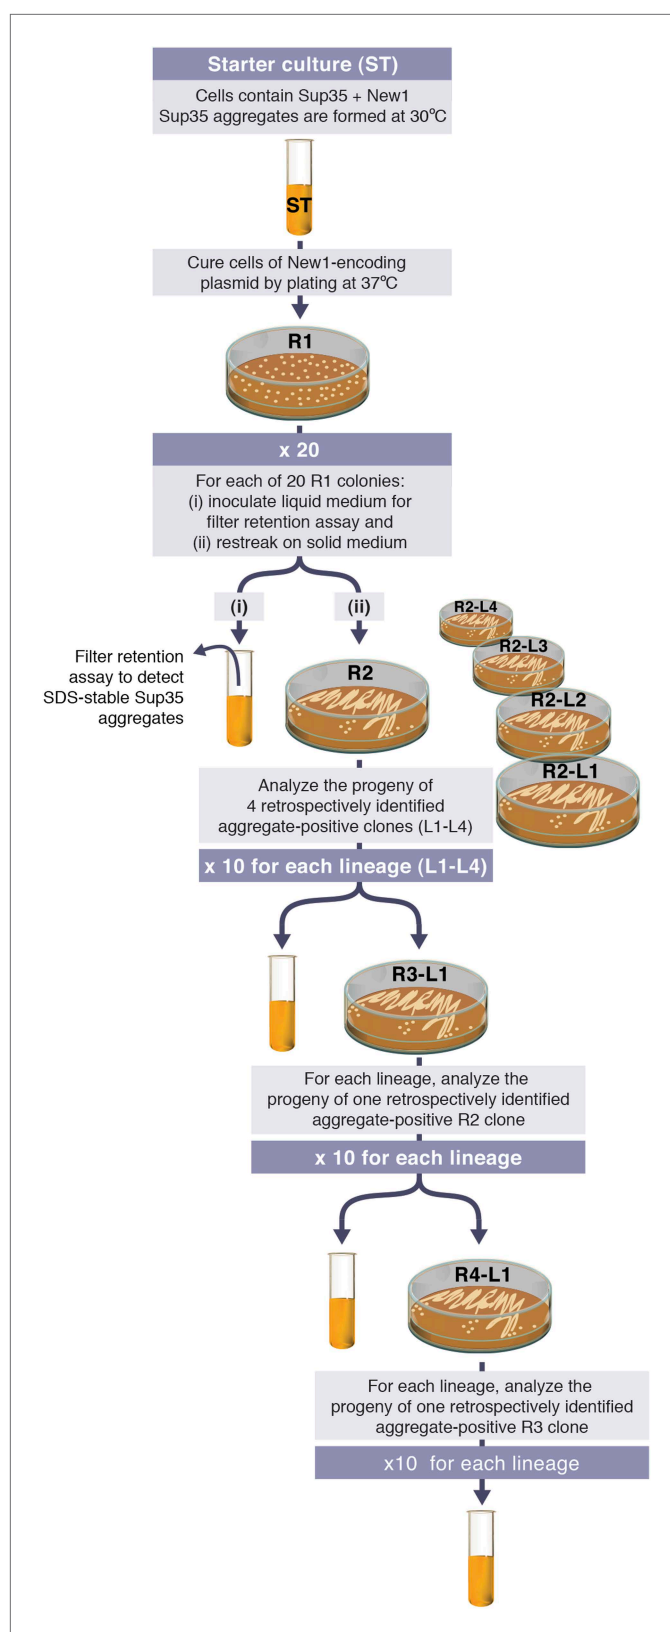 Starter culture (ST)
Cells contain Sup35 + New1
Sup35 aggregates are formed at 30°C
ST
Cure cells of New1-encoding
plasmid by plating at 37°C
R1
x 20
For each of 20 R1 colonies:
(i) inoculate liquid medium for
filter retention assay and
(ii) restreak on solid medium
(i)
(ii)
Filter retention
assay to detect
SDS-stable Sup35
aggregates
R2
R2-L4
R2-L3
R2-L2
R2-L1
Analyze the progeny of
4 retrospectively identified
aggregate-positive clones (L1-L4)
x 10 for each lineage (L1-L4)
R3-L1
For each lineage, analyze the
progeny of one retrospectively identified
aggregate-positive R2 clone
x 10 for each lineage
R4-L1
For each lineage, analyze the
progeny of one retrospectively identified
aggregate-positive R3 clone
x10 for each lineage